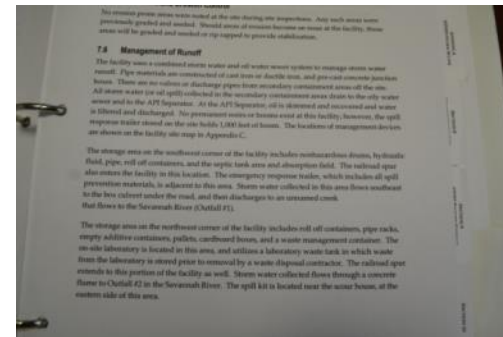 No erosion prone areas were noted at the site during site inspections. Any such areas were
previously graded and seeded. Should areas of erosion become an issue at the facility, those
areas will be graded and seeded or rip rapped to provide stabilization.
7.6 Management of Runoff
The facility uses a combined storm water and oil water sewer system to manage storm water
runoff. Pipe materials are constructed of cast iron or ductile iron, and pre-cast concrete junction
boxes. There are no valves or discharge pipes from secondary containment areas off the site.
All storm water (or oil spill) collected in the secondary containment areas drain to the oily water
sewer and to the API Separator. At the API Separator, oil is skimmed and recovered and water
is filtered and discharged. No permanent weirs or booms exist at this facility, however, the spill
response trailer stored on the site holds 1,000 feet of boom. The locations of management devices
are shown on the facility site map in Appendix C.
The storage area on the southwest corner of the facility includes nonhazardous drums, hydraulic
fluid, pipe, roll off containers, and the septic tank area and absorption field. The railroad spur
also enters the facility in this location. The emergency response trailer, which includes all spill
prevention materials, is adjacent to this area. Storm water collected in this area flows southeast
to the box culvert under the road, and then discharges to an unnamed creek
that flows to the Savannah River (Outfall #1).
The storage area on the northwest corner of the facility includes roll off containers, pipe racks,
empty additive containers, pallets, cardboard boxes, and a waste management container. The
on-site laboratory is located in this area, and utilizes a laboratory waste tank in which waste
from the laboratory is stored prior to removal by a waste disposal contractor. The railroad spur
extends to this portion of the facility as well. Storm water collected flows through a concrete
flume to Outfall #2 in the Savannah River. The spill kit is located near the scour house, at the
eastern side of this area.